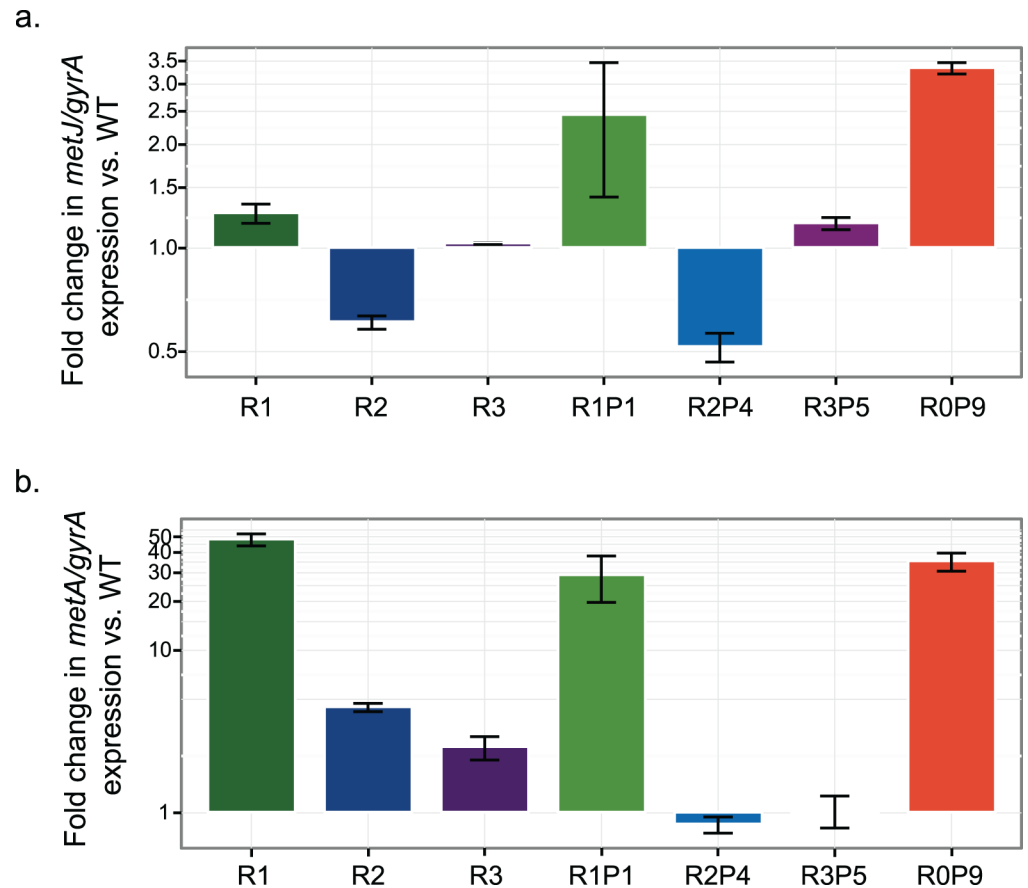 a.
Fold change in metJ/gyrA
expression vs. WT
3.5
3.0
2.5
2.0
1.5
1.0
0.5
R1 R2 R3 R1P1 R2P4 R3P5 R0P9
b.
Fold change in metA/gyrA
expression vs. WT
50
40
30
20
10
1
R1 R2 R3 R1P1 R2P4 R3P5 R0P9